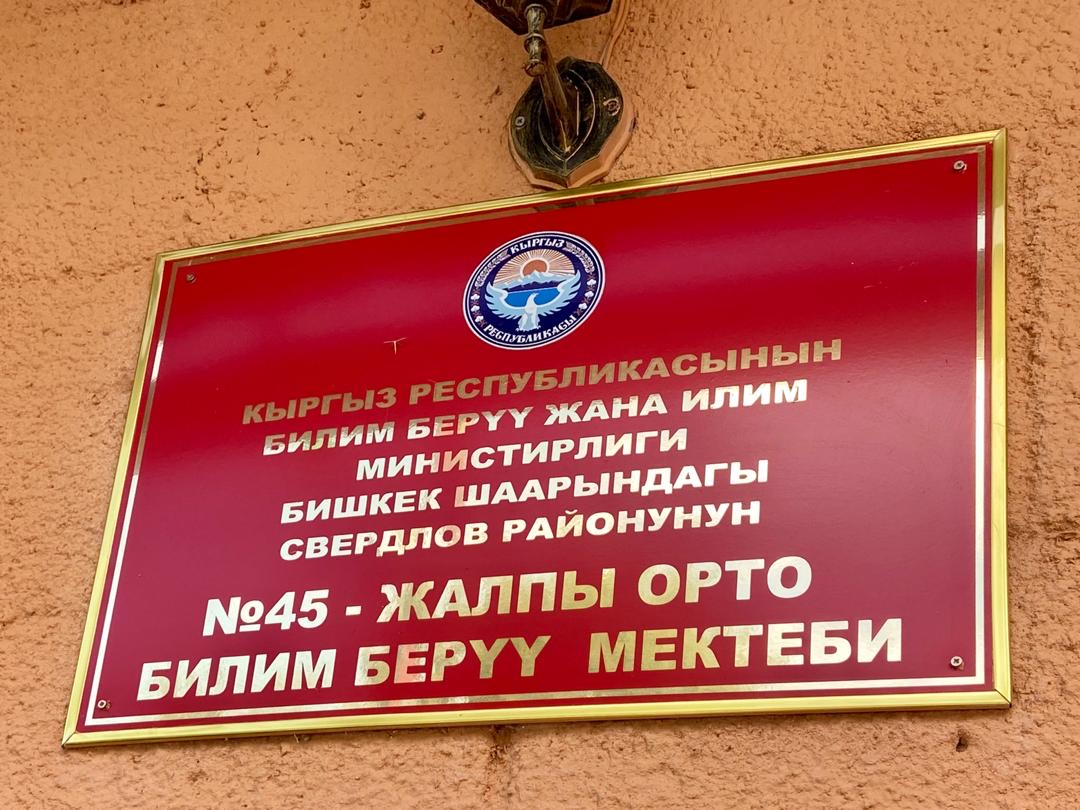 КЫРГЫЗ
РЕСПУБЛИКАСЫ
КЫРГЫЗ РЕСПУБЛИКАСЫНЫН
БИЛИМ БЕРҮҮ ЖАНА ИЛИМ
МИНИСТИРЛИГИ
БИШКЕК ШААРЫНДАГЫ
СВЕРДЛОВ РАЙОНУНУН
№45 - ЖАЛПЫ ОРТО
БИЛИМ БЕРҮҮ МЕКТЕБИ